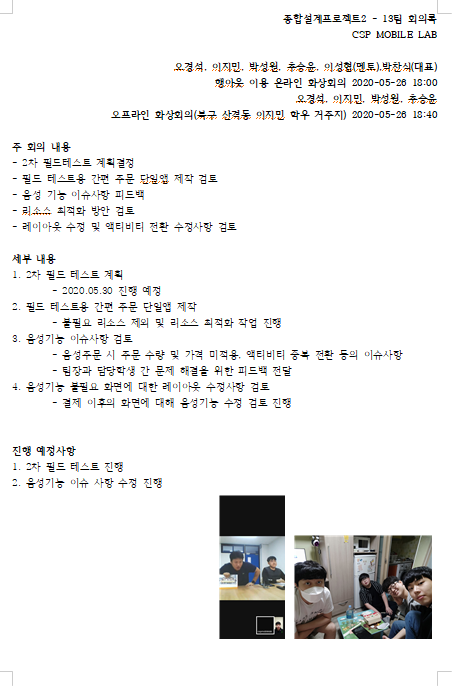 종합설계프로젝트2 - 13팀 회의록
CSP MOBILE LAB
오경석, 이지민, 박성원, 추승윤, 이성협(멘토),박찬식(대표)
행아웃 이용 온라인 화상회의 2020-05-26 18:00
오경석, 이지민, 박성원, 추승윤
오프라인 화상회의(북구 산격동 이지민 학우 거주지) 2020-05-26 18:40
주 회의 내용
- 2차 필드테스트 계획결정
- 필드 테스트용 간편 주문 단일앱 제작 검토
- 음성 기능 이슈사항 피드백
- 리소스 최적화 방안 검토
- 레이아웃 수정 및 액티비티 전환 수정사항 검토
세부 내용
1. 2차 필드 테스트 계획
- 2020.05.30 진행 예정
2. 필드 테스트용 간편 주문 단일앱 제작
- 불필요 리소스 제외 및 리소스 최적화 작업 진행
3. 음성기능 이슈사항 검토
- 음성주문 시 주문 수량 및 가격 미적용, 액티비티 중복 전환 등의 이슈사항
- 팀장과 담당학생 간 문제 해결을 위한 피드백 전달
4. 음성기능 불필요 화면에 대한 레이아웃 수정사항 검토
- 결제 이후의 화면에 대해 음성기능 수정 검토 진행
진행 예정사항
1. 2차 필드 테스트 진행
2. 음성기능 이슈 사항 수정 진행